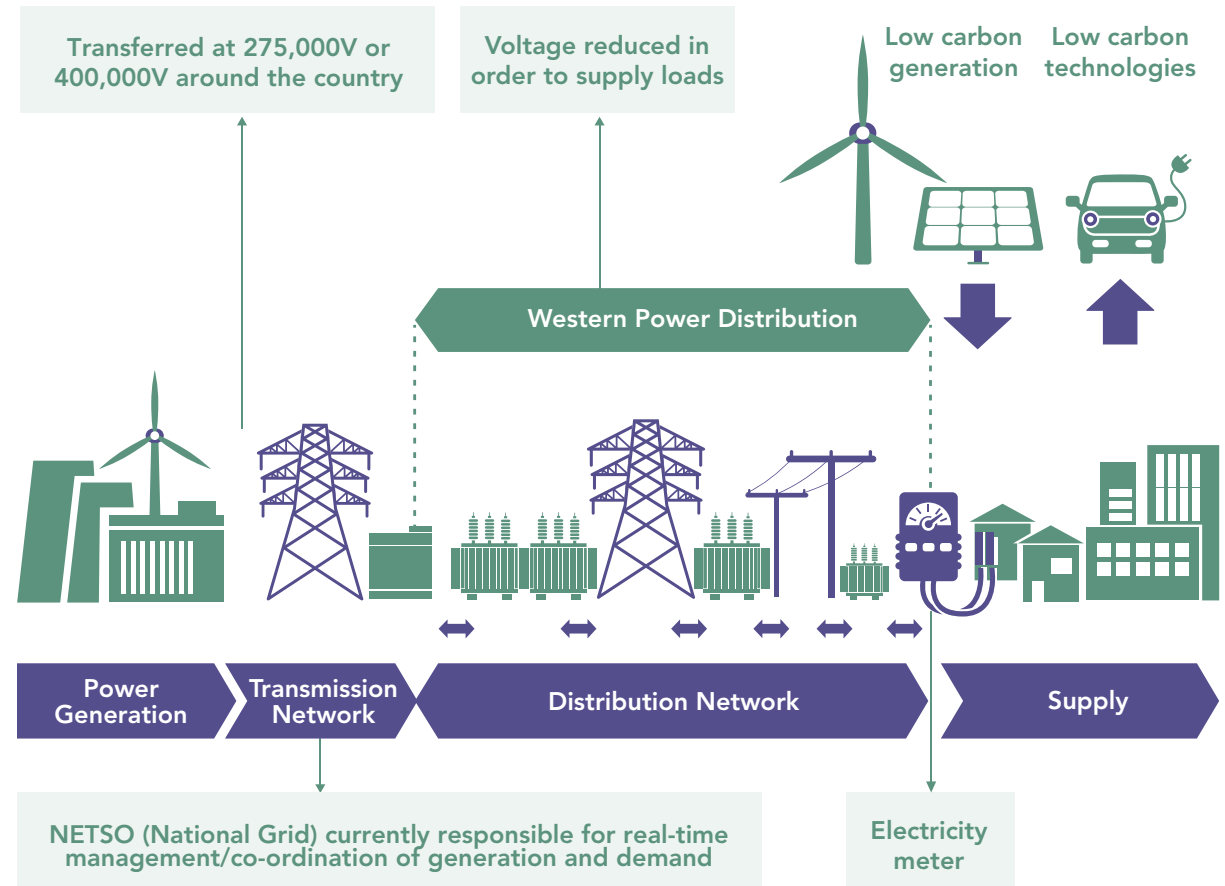 Transferred at 275,000V or
400,000V around the country
Voltage reduced in
order to supply loads
Low carbon
generation
Low carbon
technologies
Western Power Distribution
Power
Generation
Transmission
Network
Distribution Network
Supply
NETSO (National Grid) currently responsible for real-time
management/co-ordination of generation and demand
Electricity
meter